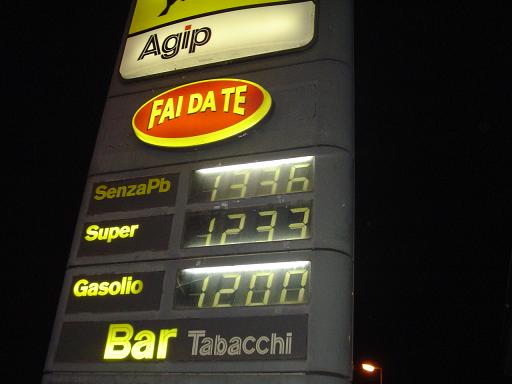 Agip
FAI DA TE
SenzaPb 1336
Super 1233
Gasolio 1200
Bar Tabacchi